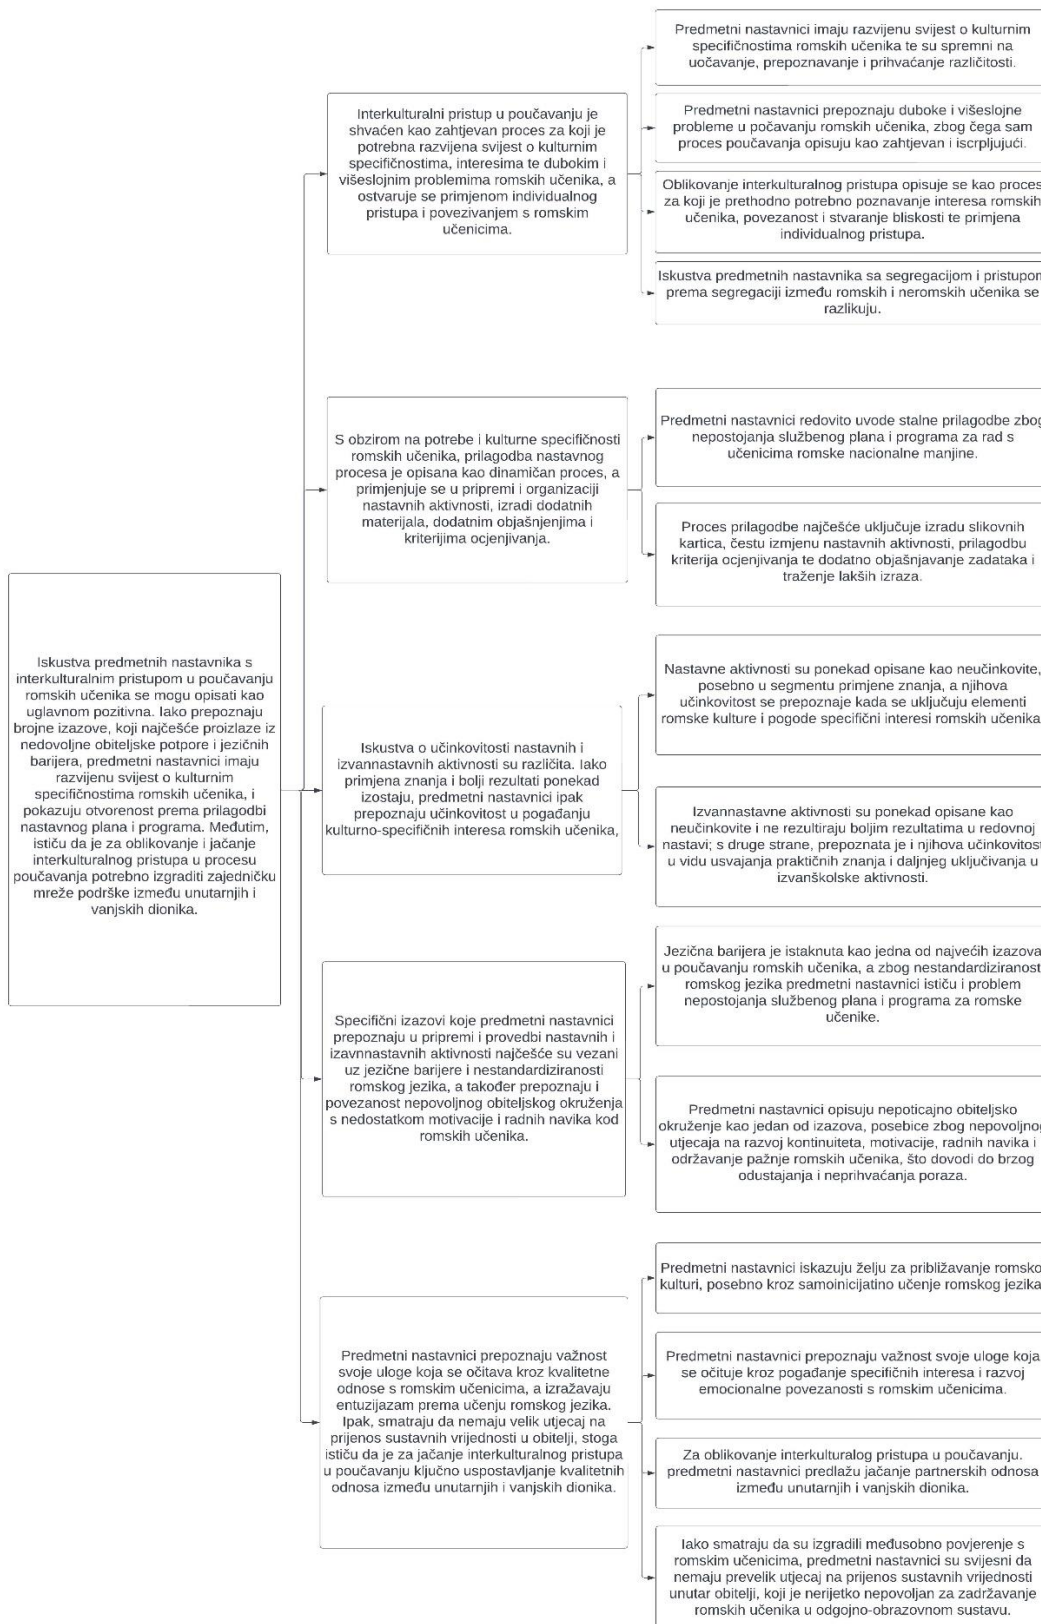 Iskustva predmetnih nastavnika s
interkulturalnim pristupom u poučavanju
romskih učenika se mogu opisati kao
uglavnom pozitivna. Iako prepoznaju
brojne izazove, koji najčešće proizlaze iz
nedovoljne obiteljske potpore i jezičnih
barijera, predmetni nastavnici imaju
razvijenu svijest o kulturnim
specifičnostima romskih učenika, i
pokazuju otvorenost prema prilagodbi
nastavnog plana i programa. Međutim,
ističu da je za oblikovanje i jačanje
interkulturalnog pristupa u procesu
poučavanja potrebno izgraditi zajedničku
mreže podrške između unutarnjih i
vanjskih dionika.
Interkulturalni pristup u poučavanju je
shvaćen kao zahtjevan proces za koji je
potrebna razvijena svijest o kulturnim
specifičnostima, interesima te dubokim i
višeslojnim problemima romskih učenika, a
ostvaruje se primjenom individualnog
pristupa i povezivanjem s romskim
učenicima.
Predmetni nastavnici imaju razvijenu svijest o kulturnim
specifičnostima romskih učenika te su spremni na
uočavanje, prepoznavanje i prihvaćanje različitosti.
Predmetni nastavnici prepoznaju duboke i višeslojne
probleme u počavanju romskih učenika, zbog čega sam
proces poučavanja opisuju kao zahtjevan i iscrpljujući.
Oblikovanje interkulturalnog pristupa opisuje se kao proces
za koji je prethodno potrebno poznavanje interesa romskih
učenika, povezanost i stvaranje bliskosti te primjena
individualnog pristupa.
Iskustva predmetnih nastavnika sa segregacijom i pristupom
prema segregaciji između romskih i neromskih učenika se
razlikuju.
S obzirom na potrebe i kulturne specifičnosti
romskih učenika, prilagodba nastavnog
procesa je opisana kao dinamičan proces, a
primjenjuje se u pripremi i organizaciji
nastavnih aktivnosti, izradi dodatnih
materijala, dodatnim objašnjenjima i
kriterijima ocjenjivanja.
Predmetni nastavnici redovito uvode stalne prilagodbe zbog
nepostojanja službenog plana i programa za rad s
učenicima romske nacionalne manjine.
Proces prilagodbe najčešće uključuje izradu slikovnih
kartica, čestu izmjenu nastavnih aktivnosti, prilagodbu
kriterija ocjenjivanja te dodatno objašnjavanje zadataka i
traženje lakših izraza.
Iskustva o učinkovitosti nastavnih i
izvannastavnih aktivnosti su različita. Iako
primjena znanja i bolji rezultati ponekad
izostaju, predmetni nastavnici ipak
prepoznaju učinkovitost u pogađanju
kulturno-specifičnih interesa romskih učenika,
Nastavne aktivnosti su ponekad opisane kao neučinkovite,
posebno u segmentu primjene znanja, a njihova
učinkovitost se prepoznaje kada se uključuju elementi
romske kulture i pogode specifični interesi romskih učenika
Izvannastavne aktivnosti su ponekad opisane kao
neučinkovite i ne rezultiraju boljim rezultatima u redovnoj
nastavi; s druge strane, prepoznata je i njihova učinkovitost
u vidu usvajanja praktičnih znanja i daljnjeg uključivanja u
izvanškolske aktivnosti.
Specifični izazovi koje predmetni nastavnici
prepoznaju u pripremi i provedbi nastavnih i
izavnnastavnih aktivnosti najčešće su vezani
uz jezične barijere i nestandardiziranosti
romskog jezika, a također prepoznaju i
povezanost nepovoljnog obiteljskog okruženja
s nedostatkom motivacije i radnih navika kod
romskih učenika.
Jezična barijera je istaknuta kao jedna od najvećih izazova
u poučavanju romskih učenika, a zbog nestandardiziranosti
romskog jezika predmetni nastavnici ističu i problem
nepostojanja službenog plana i programa za romske
učenike.
Predmetni nastavnici opisuju nepoticajno obiteljsko
okruženje kao jedan od izazova, posebice zbog nepovoljnog
utjecaja na razvoj kontinuiteta, motivacije, radnih navika i
održavanje pažnje romskih učenika, što dovodi do brzog
odustajanja i neprihvaćanja poraza.
Predmetni nastavnici prepoznaju važnost
svoje uloge koja se očitava kroz kvalitetne
odnose s romskim učenicima, a izražavaju
entuzijazam prema učenju romskog jezika.
Ipak, smatraju da nemaju velik utjecaj na
prijenos sustavnih vrijednosti u obitelji, stoga
ističu da je za jačanje interkulturalnog pristupa
u poučavanju ključno uspostavljanje kvalitetnih
odnosa između unutarnjih i vanjskih dionika.
Predmetni nastavnici iskazuju želju za približavanje romsko
kulturi, posebno kroz samoinicijatino učenje romskog jezika
Predmetni nastavnici prepoznaju važnost svoje uloge koja
se očituje kroz pogađanje specifičnih interesa i razvoj
emocionalne povezanosti s romskim učenicima.
Za oblikovanje interkulturalog pristupa u poučavanju.
predmetni nastavnici predlažu jačanje partnerskih odnosa
između unutarnjih i vanjskih dionika.
Iako smatraju da su izgradili međusobno povjerenje s
romskim učenicima, predmetni nastavnici su svijesni da
nemaju prevelik utjecaj na prijenos sustavnih vrijednosti
unutar obitelji, koji je nerijetko nepovoljan za zadržavanje
romskih učenika u odgojno-obrazovnom sustavu.